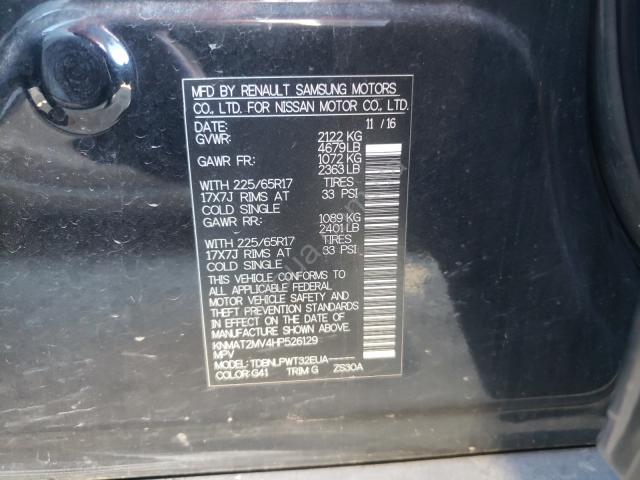 MFD BY RENAULT SAMSUNG MOTORS
CO., LTD. FOR NISSAN MOTOR CO., LTD.
DATE: 11 / 16
GVWR: 2122 KG
4679 LB
GAWR FR: 1072 KG
2363 LB
WITH 225/65R17 TIRES
17X7J RIMS AT 33 PSI
COLD SINGLE
GAWR RR: 1089 KG
2401 LB
WITH 225/65R17 TIRES
17X7J RIMS AT 33 PSI
COLD SINGLE
THIS VEHICLE CONFORMS TO
ALL APPLICABLE FEDERAL
MOTOR VEHICLE SAFETY AND
THEFT PREVENTION STANDARDS
IN EFFECT ON THE DATE OF
MANUFACTURE SHOWN ABOVE.
KNMAT2MV4HP526129
MPV
MODEL: TDBNLPWT32EUA-----
COLOR: G41 TRIM G ZS30A